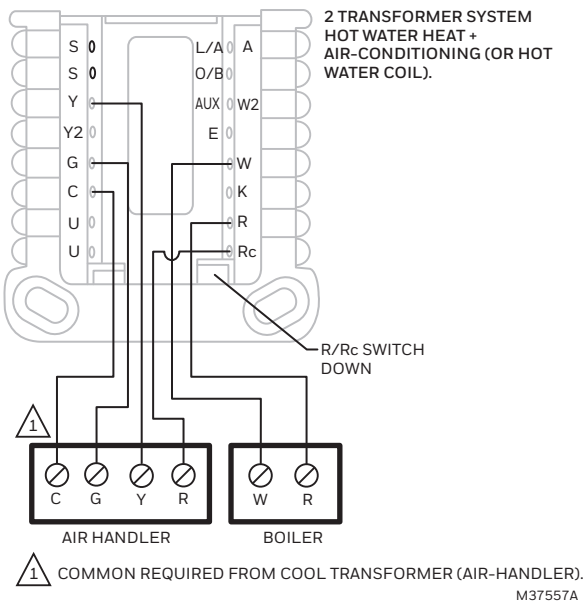 2 TRANSFORMER SYSTEM
HOT WATER HEAT +
AIR-CONDITIONING (OR HOT
WATER COIL).
S L/A A
S O/B
Y AUX W2
Y2 E
G W
C K
U R
U Rc
R/Rc SWITCH
DOWN
1
C G Y R W R
AIR HANDLER BOILER
1 COMMON REQUIRED FROM COOL TRANSFORMER (AIR-HANDLER).
M37557A